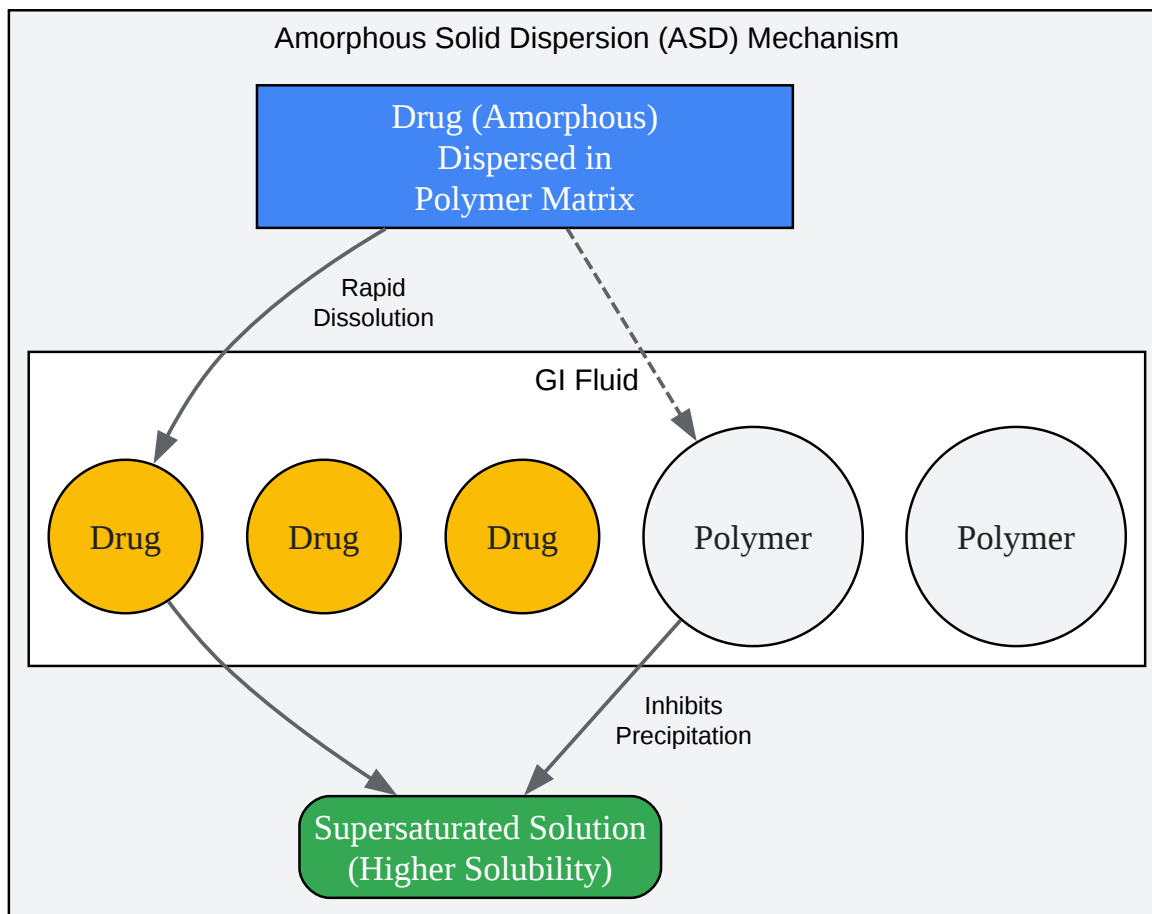 Amorphous Solid Dispersion (ASD) Mechanism
Drug (Amorphous)
Dispersed in
Polymer Matrix
Rapid
Dissolution
GI Fluid
Drug
Drug
Drug
Polymer
Polymer
Inhibits
Precipitation
Supersaturated Solution
(Higher Solubility)